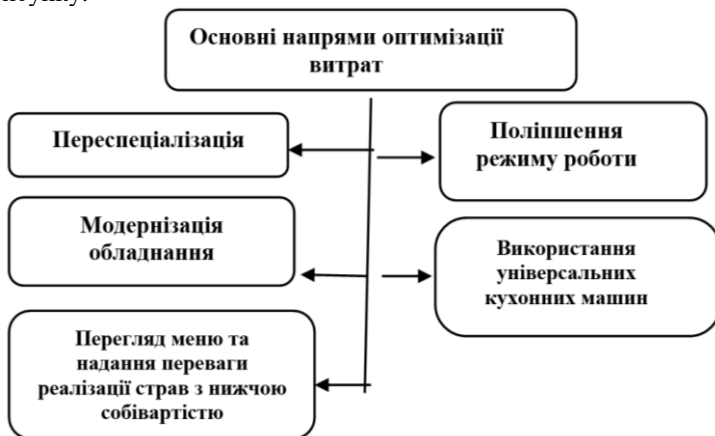 Основні напрями оптимізації
витрат
Переспеціалізація
Поліпшення
режиму роботи
Модернізація
обладнання
Використання
універсальних
кухонних машин
Перегляд меню та
надання переваги
реалізації страв з нижчою
собівартістю